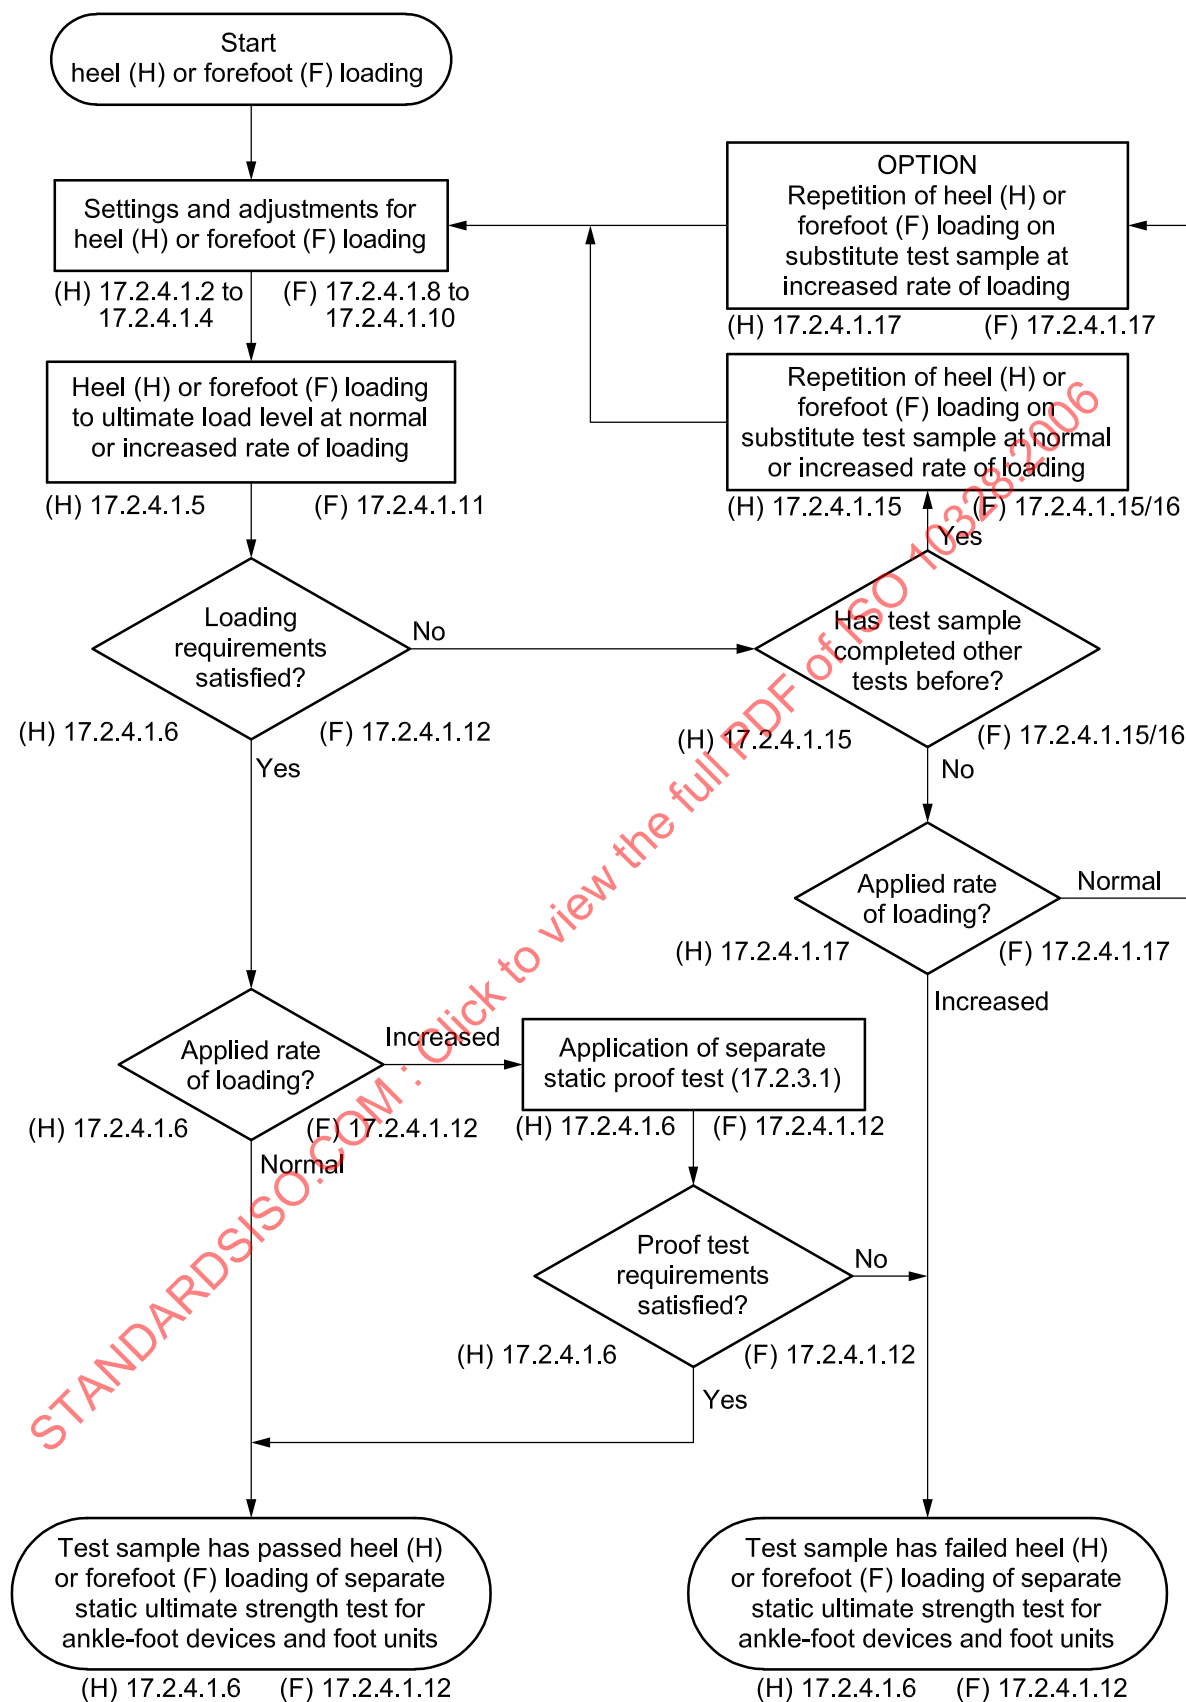 Start
heel (H) or forefoot (F) loading
Settings and adjustments for
heel (H) or forefoot (F) loading
(H) 17.2.4.1.2 to
17.2.4.1.4
(F) 17.2.4.1.8 to
17.2.4.1.10
OPTION
Repetition of heel (H) or
forefoot (F) loading on
substitute test sample at
increased rate of loading
(H) 17.2.4.1.17
(F) 17.2.4.1.17
Heel (H) or forefoot (F) loading
to ultimate load level at normal
or increased rate of loading
(H) 17.2.4.1.5
(F) 17.2.4.1.11
Repetition of heel (H) or
forefoot (F) loading on
substitute test sample at normal
or increased rate of loading
(H) 17.2.4.1.15
(F) 17.2.4.1.15/16
Yes
Loading
requirements
satisfied?
No
(H) 17.2.4.1.6
(F) 17.2.4.1.12
Yes
Has test sample
completed other
tests before?
(H) 17.2.4.1.15
(F) 17.2.4.1.15/16
No
Applied rate
of loading?
Normal
(H) 17.2.4.1.17
(F) 17.2.4.1.17
Increased
Applied rate
of loading?
Increased
(H) 17.2.4.1.6
(F) 17.2.4.1.12
Normal
Application of separate
static proof test (17.2.3.1)
(H) 17.2.4.1.6
(F) 17.2.4.1.12
Proof test
requirements
satisfied?
No
(H) 17.2.4.1.6
(F) 17.2.4.1.12
Yes
Test sample has passed heel (H)
or forefoot (F) loading of separate
static ultimate strength test for
ankle-foot devices and foot units
(H) 17.2.4.1.6
(F) 17.2.4.1.12
Test sample has failed heel (H)
or forefoot (F) loading of separate
static ultimate strength test for
ankle-foot devices and foot units
(H) 17.2.4.1.6
(F) 17.2.4.1.12
STANDARDSISO.COM : Click to view the full PDF of ISO 10328:2006